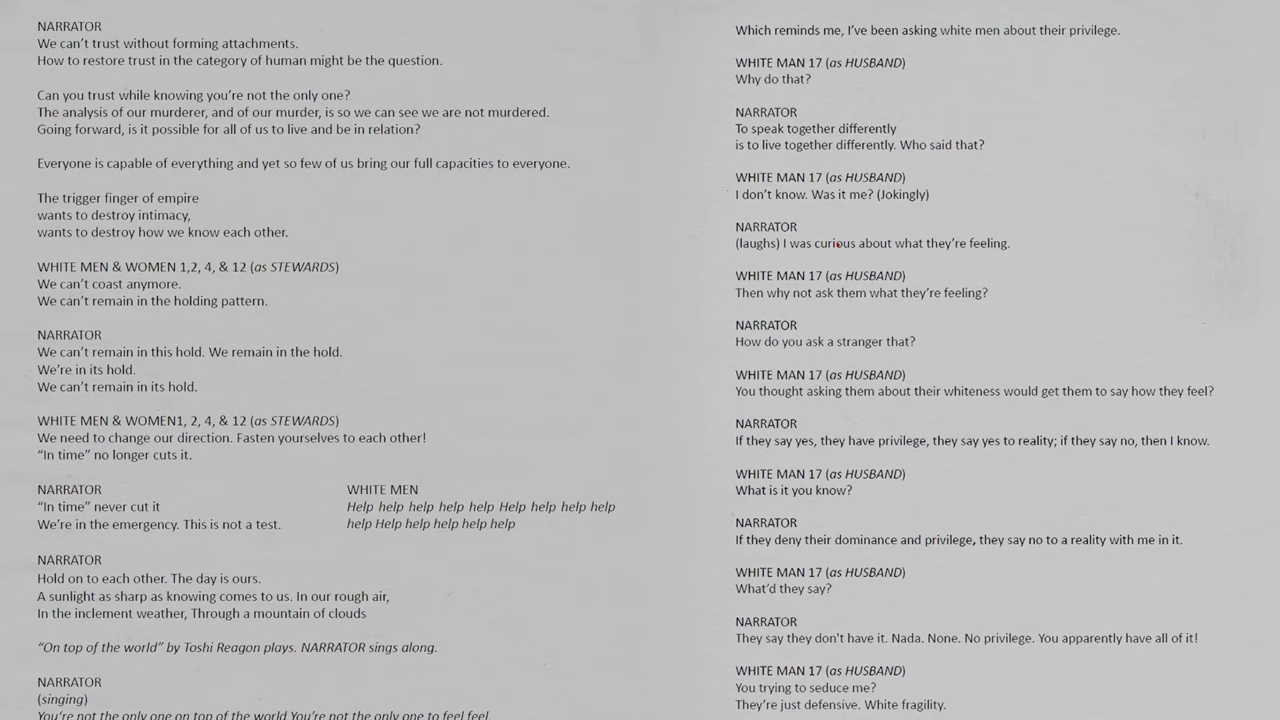 NARRATOR
We can't trust without forming attachments.
How to restore trust in the category of human might be the question.
Can you trust while knowing you're not the only one?
The analysis of our murderer, and of our murder, is so we can see we are not murdered.
Going forward, is it possible for all of us to live and be in relation?
Everyone is capable of everything and yet so few of us bring our full capacities to everyone.
The trigger finger of empire
wants to destroy intimacy,
wants to destroy how we know each other.
WHITE MEN & WOMEN 1,2, 4, & 12 (as STEWARDS)
We can't coast anymore.
We can't remain in the holding pattern.
NARRATOR
We can't remain in this hold. We remain in the hold.
We're in its hold.
We can't remain in its hold.
WHITE MEN & WOMEN1, 2, 4, & 12 (as STEWARDS)
We need to change our direction. Fasten yourselves to each other!
“In time” no longer cuts it.
NARRATOR
“In time” never cut it
We're in the emergency. This is not a test.
WHITE MEN
Help help help help help Help help help help
help Help help help help help
NARRATOR
Hold on to each other. The day is ours.
A sunlight as sharp as knowing comes to us. In our rough air,
In the inclement weather, Through a mountain of clouds
“On top of the world” by Toshi Reagon plays. NARRATOR sings along.
NARRATOR
(singing)
You're not the only one on top of the world You're not the only one to feel feel.
Which reminds me, I've been asking white men about their privilege.
WHITE MAN 17 (as HUSBAND)
Why do that?
NARRATOR
To speak together differently
is to live together differently. Who said that?
WHITE MAN 17 (as HUSBAND)
I don't know. Was it me? (Jokingly)
NARRATOR
(laughs) I was curious about what they're feeling.
WHITE MAN 17 (as HUSBAND)
Then why not ask them what they're feeling?
NARRATOR
How do you ask a stranger that?
WHITE MAN 17 (as HUSBAND)
You thought asking them about their whiteness would get them to say how they feel?
NARRATOR
If they say yes, they have privilege, they say yes to reality; if they say no, then I know.
WHITE MAN 17 (as HUSBAND)
What is it you know?
NARRATOR
If they deny their dominance and privilege, they say no to a reality with me in it.
WHITE MAN 17 (as HUSBAND)
What'd they say?
NARRATOR
They say they don't have it. Nada. None. No privilege. You apparently have all of it!
WHITE MAN 17 (as HUSBAND)
You trying to seduce me?
They're just defensive. White fragility.